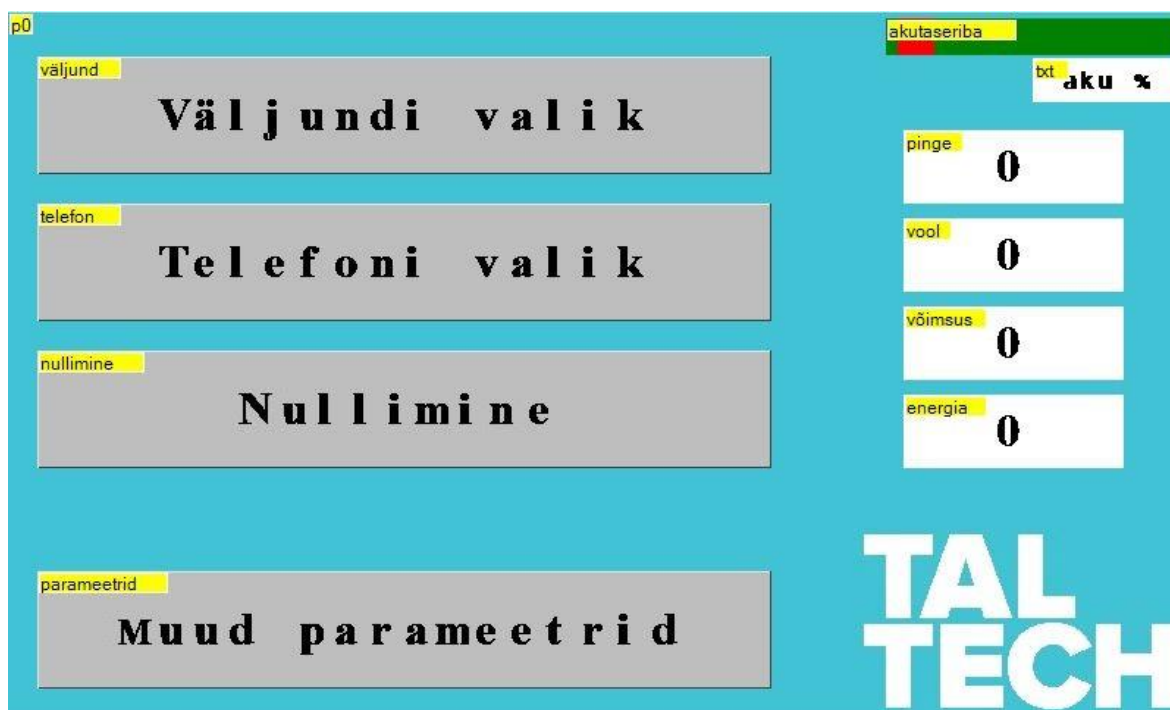 p0
väljund
Väljundi valik
telefon
Telefoni valik
nullimine
Nullimine
parameetrid
Muud parameetrid
akutaseriba
txt
aku %
pinge
0
vool
0
võimsus
0
energia
0
TAL
TECH